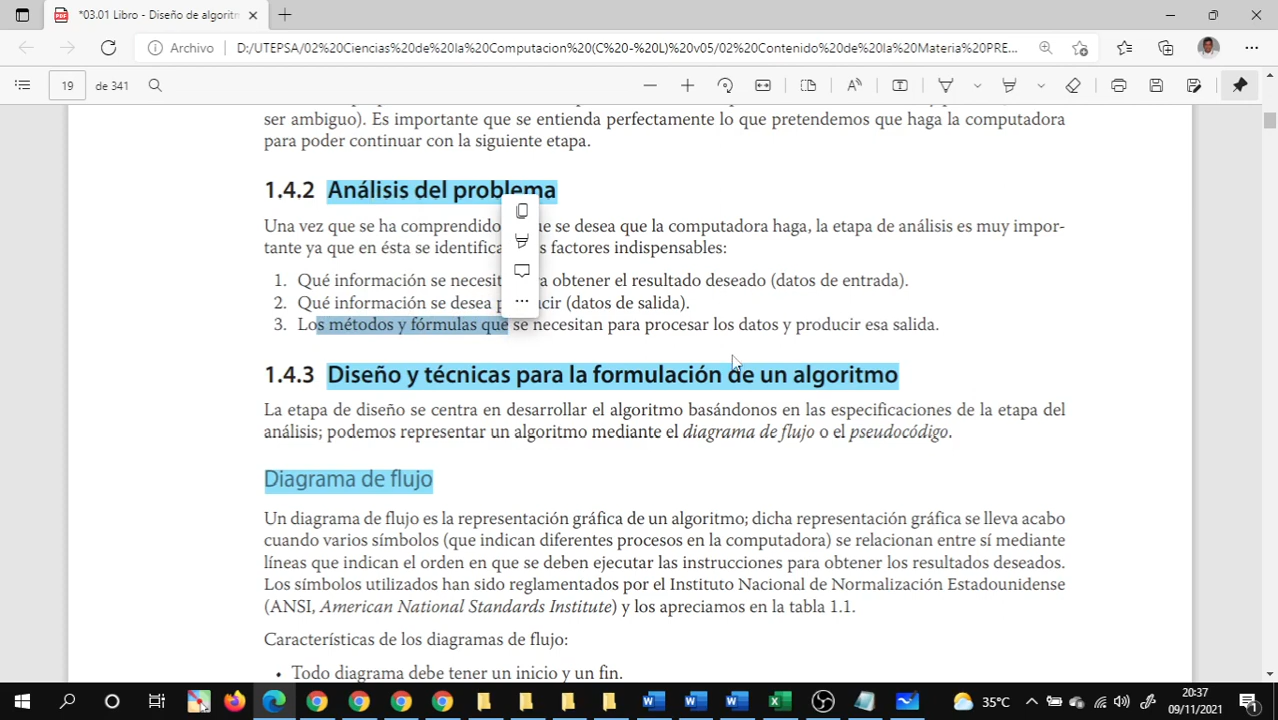 *03.01 Libro - Diseño de algoritm
Archivo D:/UTEPSA/02%20Ciencias%20de%20la%20Computacion%20(C%20-%20L)%20v05/02%20Contenido%20de%20la%20Materia%20PRE...
19 de 341
ser ambiguo). Es importante que se entienda perfectamente lo que pretendemos que haga la computadora
para poder continuar con la siguiente etapa.
1.4.2 Análisis del problema
Una vez que se ha comprendido ue se desea que la computadora haga, la etapa de análisis es muy impor-
tante ya que en ésta se identifica s factores indispensables:
1. Qué información se necesit a obtener el resultado deseado (datos de entrada).
2. Qué información se desea p cir (datos de salida).
3. Los métodos y fórmulas que se necesitan para procesar los datos y producir esa salida.
1.4.3 Diseño y técnicas para la formulación de un algoritmo
La etapa de diseño se centra en desarrollar el algoritmo basándonos en las especificaciones de la etapa del
análisis; podemos representar un algoritmo mediante el diagrama de flujo o el pseudocódigo.
Diagrama de flujo
Un diagrama de flujo es la representación gráfica de un algoritmo; dicha representación gráfica se lleva acabo
cuando varios símbolos (que indican diferentes procesos en la computadora) se relacionan entre sí mediante
líneas que indican el orden en que se deben ejecutar las instrucciones para obtener los resultados deseados.
Los símbolos utilizados han sido reglamentados por el Instituto Nacional de Normalización Estadounidense
(ANSI, American National Standards Institute) y los apreciamos en la tabla 1.1.
Características de los diagramas de flujo:
• Todo diagrama debe tener un inicio y un fin.
35°C
20:37
09/11/2021
1